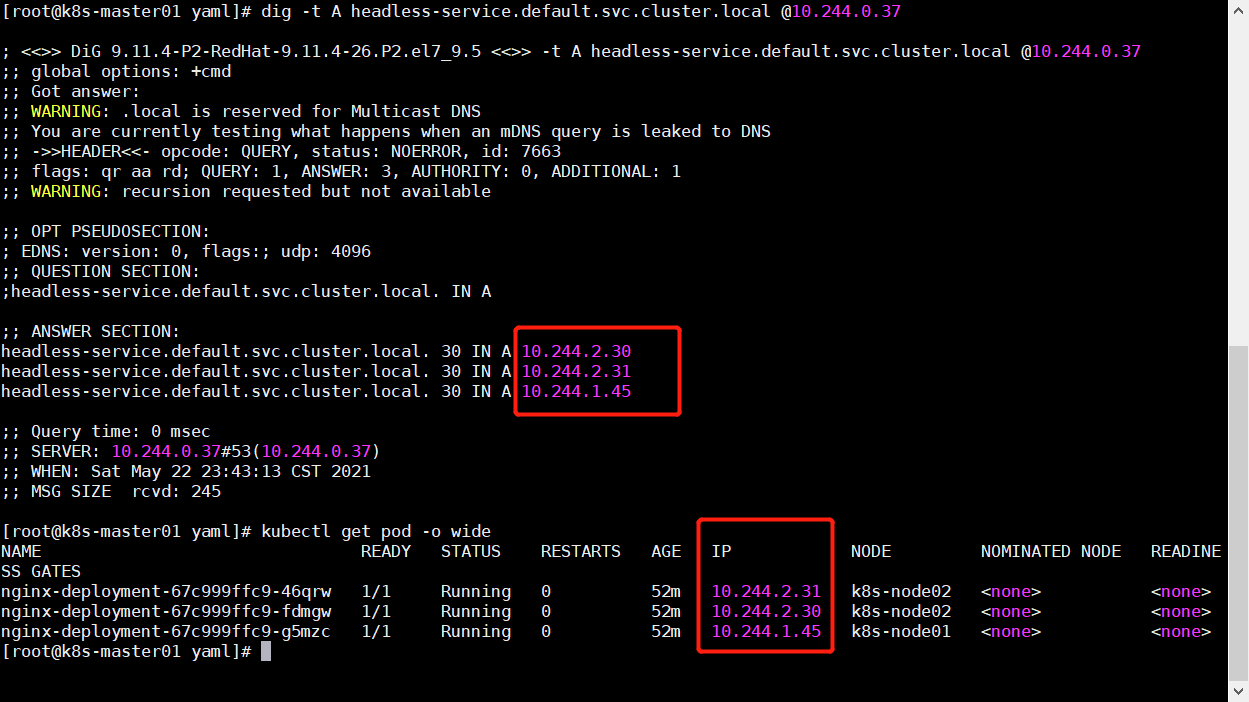 [root@k8s-master01 yaml]# dig -t A headless-service.default.svc.cluster.local @10.244.0.37
; <<>> DiG 9.11.4-P2-RedHat-9.11.4-26.P2.el7_9.5 <<>> -t A headless-service.default.svc.cluster.local @10.244.0.37
;; global options: +cmd
;; Got answer:
;; WARNING: .local is reserved for Multicast DNS
;; You are currently testing what happens when an mDNS query is leaked to DNS
;; ->>HEADER<<- opcode: QUERY, status: NOERROR, id: 7663
;; flags: qr aa rd; QUERY: 1, ANSWER: 3, AUTHORITY: 0, ADDITIONAL: 1
;; WARNING: recursion requested but not available
;; OPT PSEUDOSECTION:
; EDNS: version: 0, flags:; udp: 4096
;; QUESTION SECTION:
;headless-service.default.svc.cluster.local. IN A
;; ANSWER SECTION:
headless-service.default.svc.cluster.local. 30 IN A 10.244.2.30
headless-service.default.svc.cluster.local. 30 IN A 10.244.2.31
headless-service.default.svc.cluster.local. 30 IN A 10.244.1.45
;; Query time: 0 msec
;; SERVER: 10.244.0.37#53(10.244.0.37)
;; WHEN: Sat May 22 23:43:13 CST 2021
;; MSG SIZE  rcvd: 245
[root@k8s-master01 yaml]# kubectl get pod -o wide
NAME                                READY   STATUS    RESTARTS   AGE   IP            NODE         NOMINATED NODE   READINE
SS GATES
nginx-deployment-67c999ffc9-46qrw   1/1     Running   0          52m   10.244.2.31   k8s-node02   <none>           <none>
nginx-deployment-67c999ffc9-fdmgw   1/1     Running   0          52m   10.244.2.30   k8s-node02   <none>           <none>
nginx-deployment-67c999ffc9-g5mzc   1/1     Running   0          52m   10.244.1.45   k8s-node01   <none>           <none>
[root@k8s-master01 yaml]#